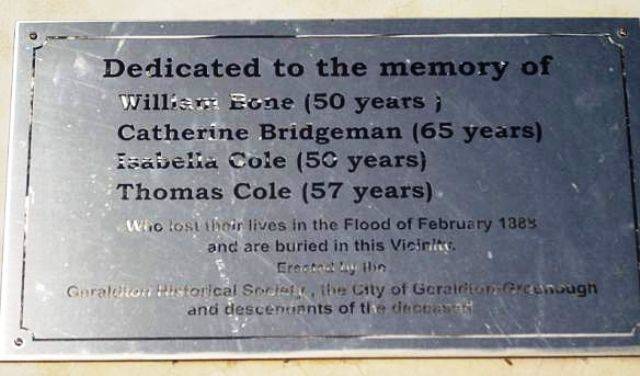 Dedicated to the memory of
William Bone (50 years )
Catherine Bridgeman (65 years)
Isabella Cole (50 years)
Thomas Cole (57 years)
Who lost their lives in the Flood of February 1888
and are buried in this Vicinity.
Erected by the
Geraldton Historical Society, the City of Geraldton-Greenough
and descendants of the deceased